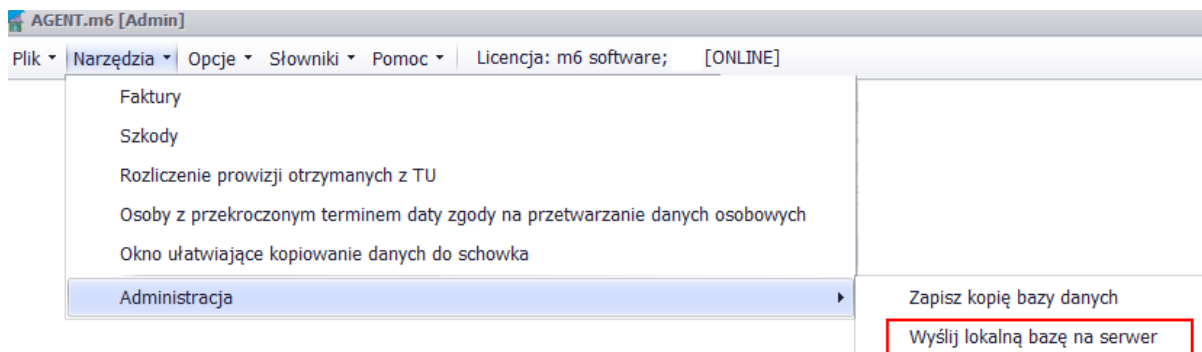 AGENT.m6 [Admin]
Plik Narzędzia Opcje Słowniki Pomoc Licencja: m6 software; [ONLINE]
Faktury
Szkody
Rozliczenie prowizji otrzymanych z TU
Osoby z przekroczonym terminem daty zgody na przetwarzanie danych osobowych
Okno ułatwiające kopiowanie danych do schowka
Administracja
Zapisz kopię bazy danych
Wyślij lokalną bazę na serwer